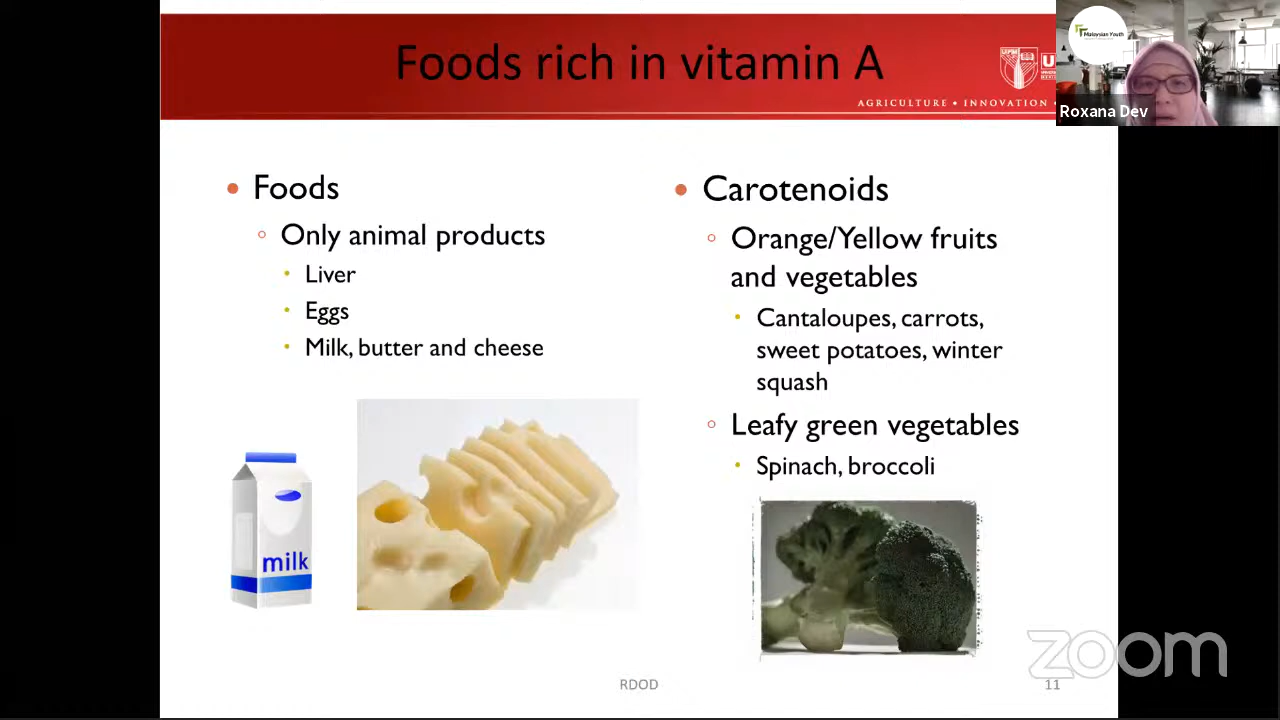 Foods rich in vitamin A
UPM
AGRICULTURE • INNOVATION •
Malaysian Youth
Roxana Dev
• Foods
Only animal products
• Liver
• Eggs
• Milk, butter and cheese
milk
• Carotenoids
Orange/Yellow fruits
and vegetables
• Cantaloupes, carrots,
sweet potatoes, winter
squash
Leafy green vegetables
• Spinach, broccoli
RDOD
11
zoom